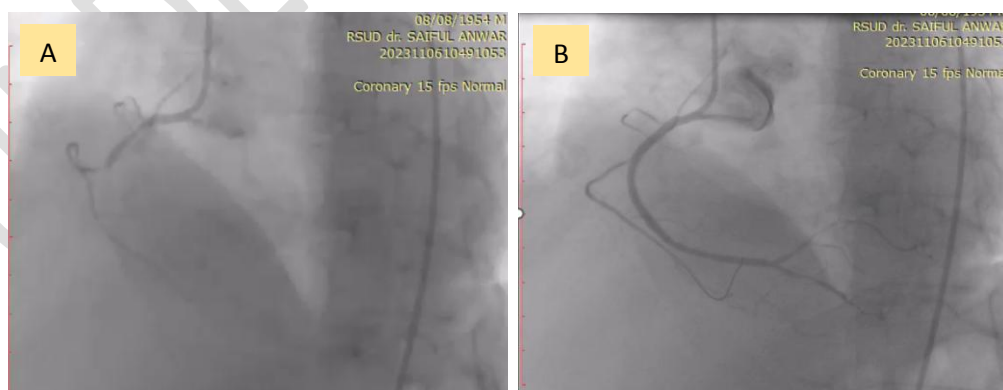 A
08/08/1954 M
RSUD dr. SAIFUL ANWAR
2023110610491053
Coronary 15 fps Normal
B
RSUD dr. SAIFUL ANWAR
202311061049105
Coronary 15 fps Norma